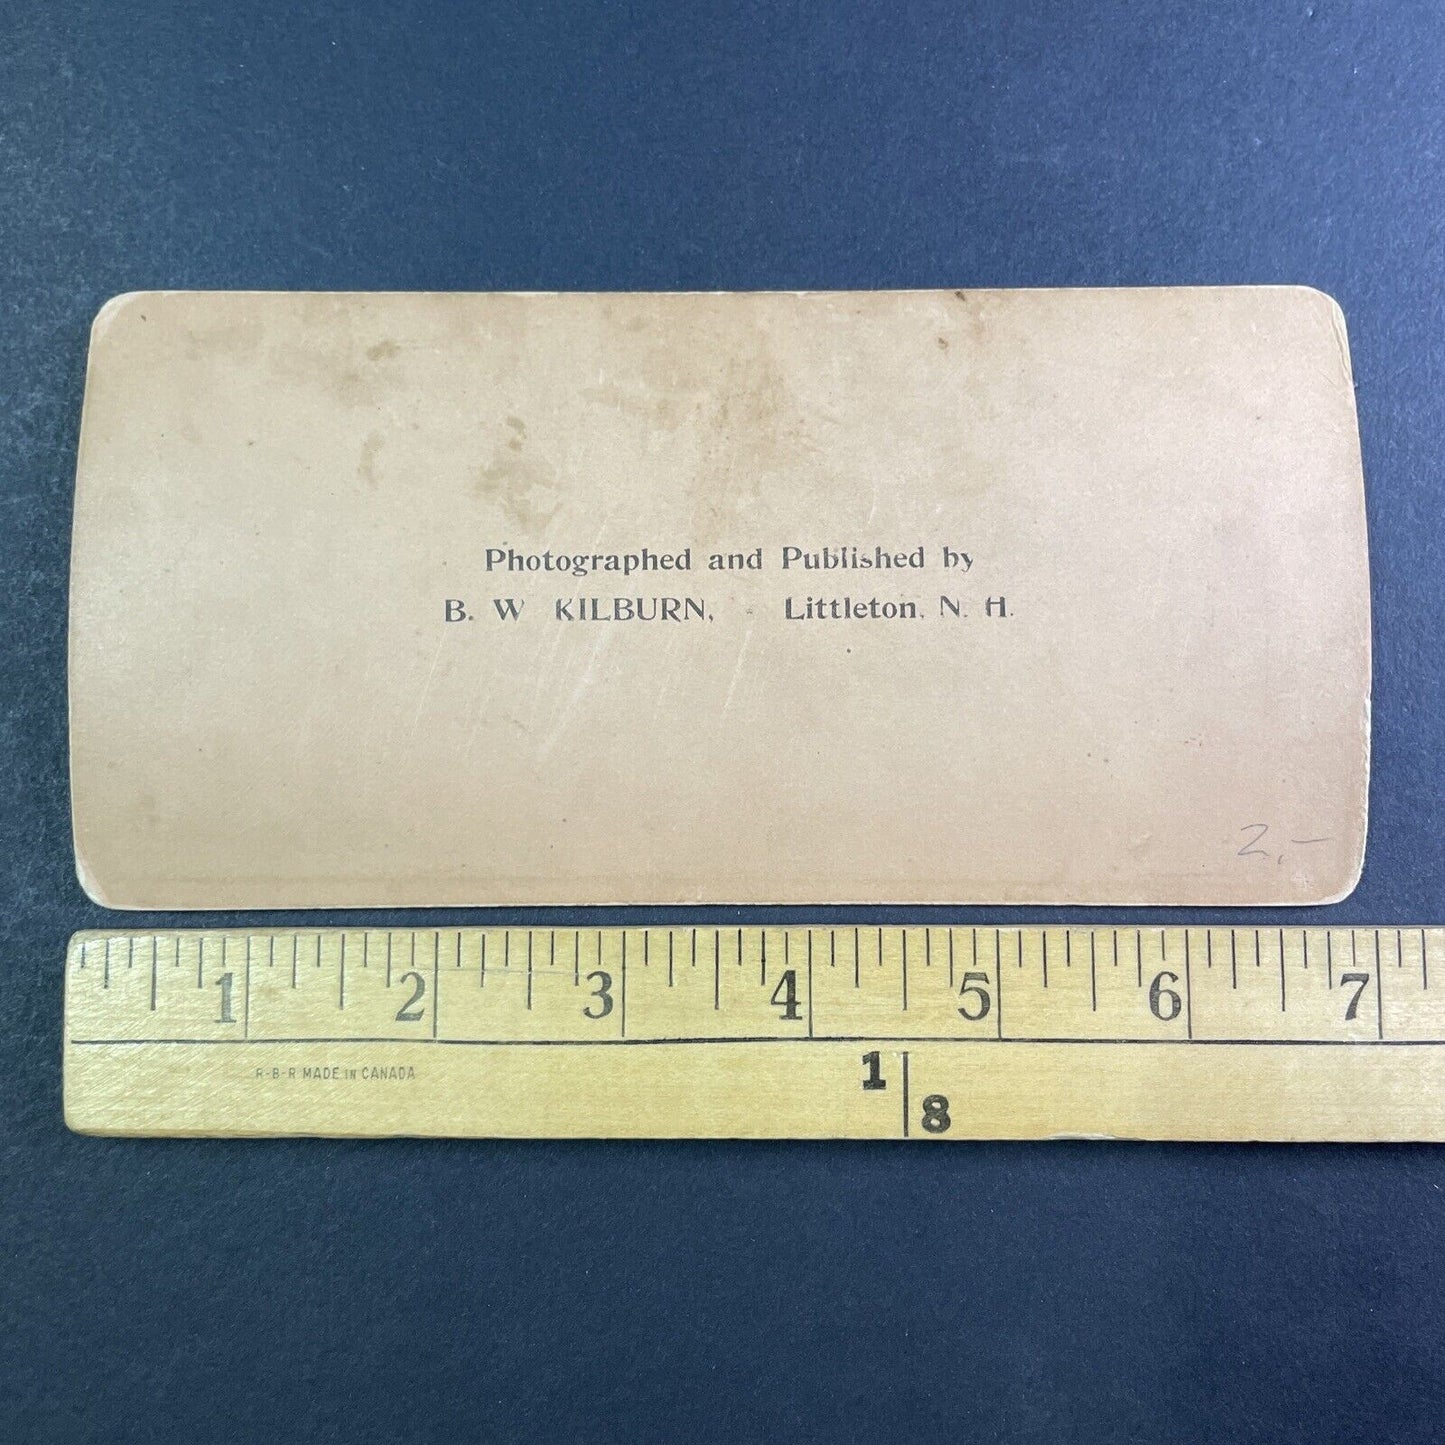 Photographed and Published by
B. W KILBURN, - Littleton, N. H.
2,-
1 2 3 4 5 6 7
R-B-R MADE IN CANADA
1
8